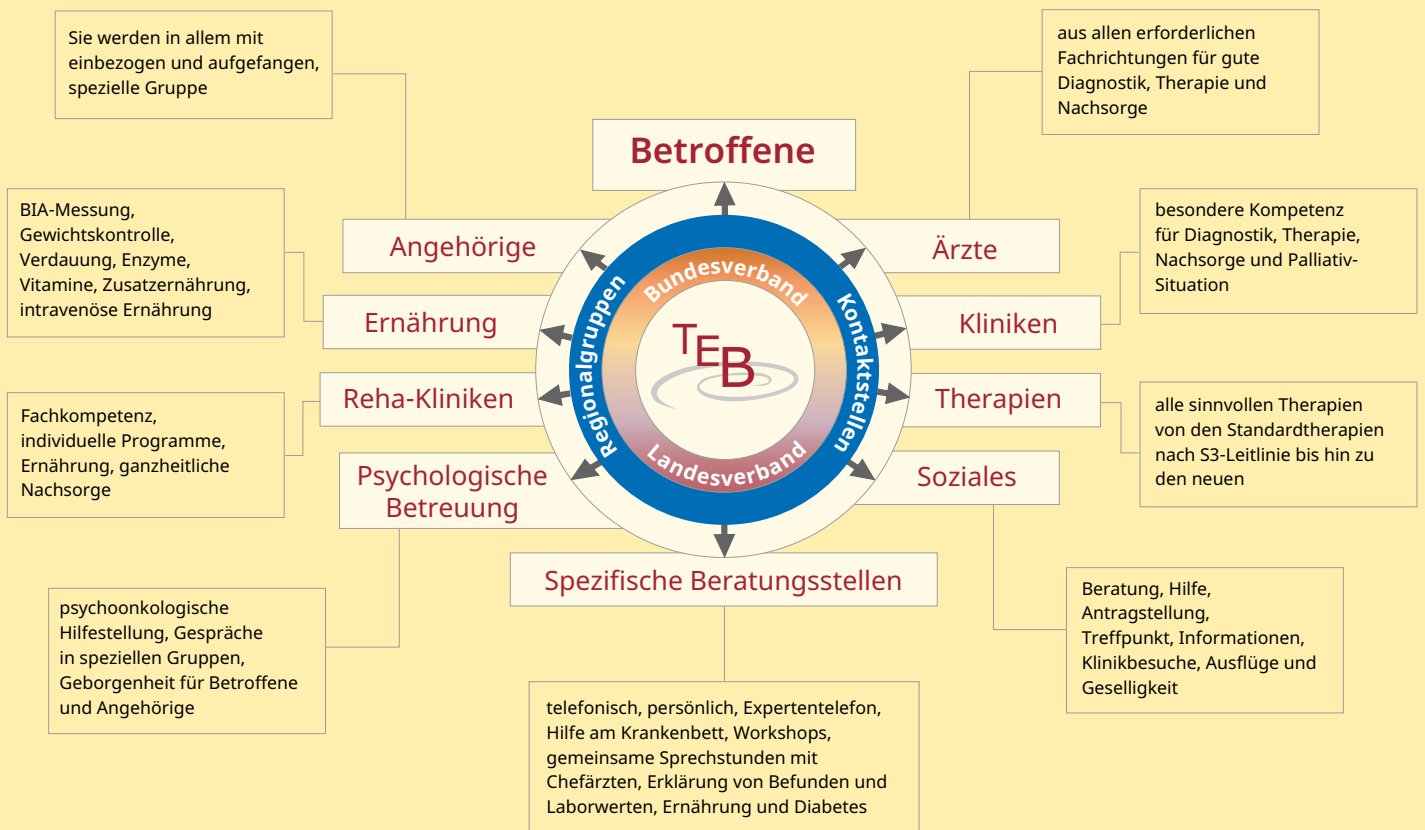 Sie werden in allem mit
einbezogen und aufgefangen,
spezielle Gruppe
aus allen erforderlichen
Fachrichtungen für gute
Diagnostik, Therapie und
Nachsorge
Betroffene
BIA-Messung,
Gewichtskontrolle,
Verdauung, Enzyme,
Vitamine, Zusatzernährung,
intravenöse Ernährung
Angehörige
Ärzte
besondere Kompetenz
für Diagnostik, Therapie,
Nachsorge und Palliativ-
Situation
Ernährung
Kliniken
Bundesverband
Regionalgruppen
Kontaktstellen
TEB
Landesverband
Reha-Kliniken
Therapien
Fachkompetenz,
individuelle Programme,
Ernährung, ganzheitliche
Nachsorge
alle sinnvollen Therapien
von den Standardtherapien
nach S3-Leitlinie bis hin zu
den neuen
Psychologische
Betreuung
Soziales
Spezifische Beratungsstellen
psychoonkologische
Hilfestellung, Gespräche
in speziellen Gruppen,
Geborgenheit für Betroffene
und Angehörige
Beratung, Hilfe,
Antragstellung,
Treffpunkt, Informationen,
Klinikbesuche, Ausflüge und
Geselligkeit
telefonisch, persönlich, Expertentelefon,
Hilfe am Krankenbett, Workshops,
gemeinsame Sprechstunden mit
Chefärzten, Erklärung von Befunden und
Laborwerten, Ernährung und Diabetes